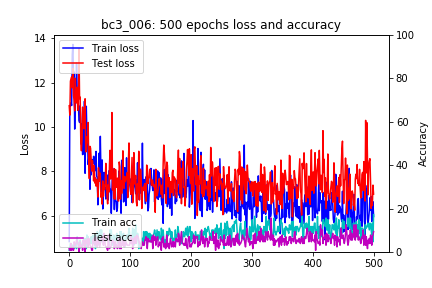 bc3_006: 500 epochs loss and accuracy
Train loss
Test loss
Train acc
Test acc
Loss
Accuracy
14
12
10
8
6
100
80
60
40
20
0
0
100
200
300
400
500